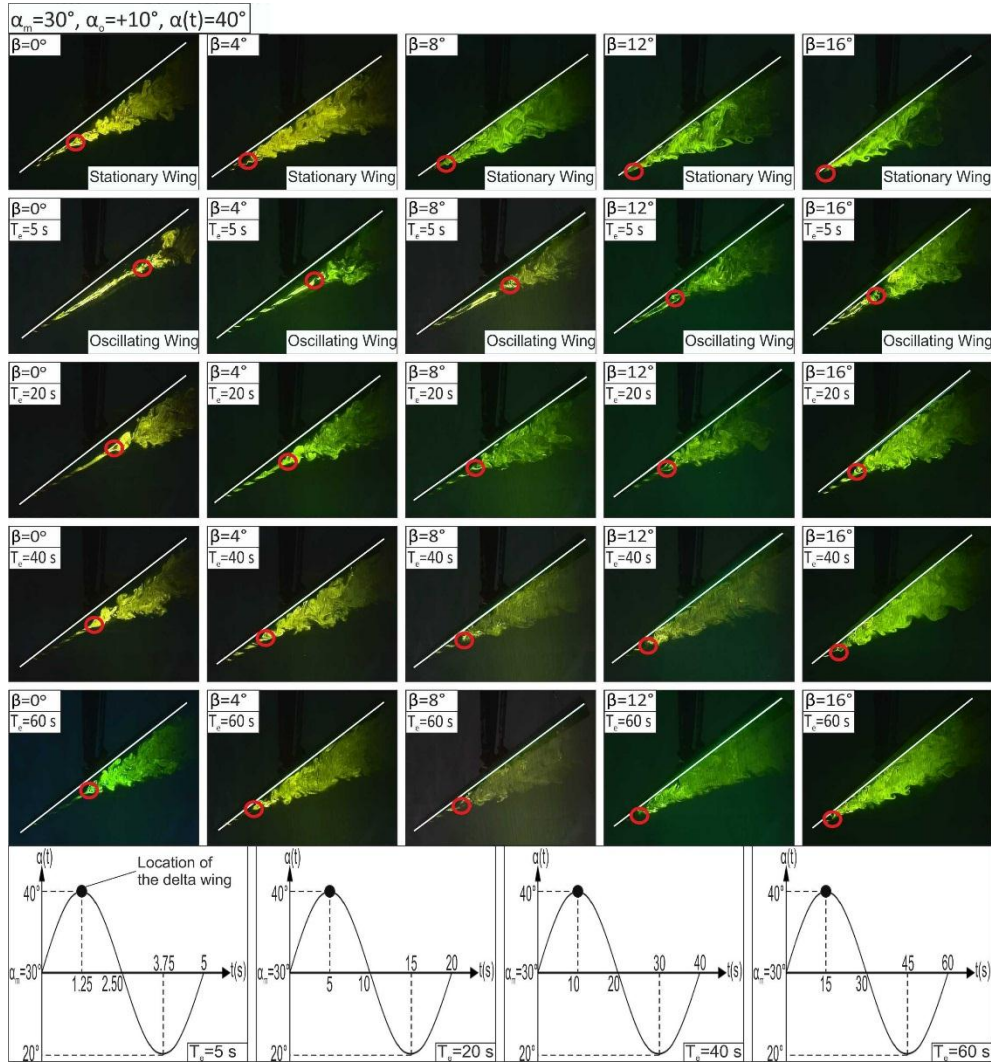 αₘ=30°, αₒ=+10°, α(t)=40°
β=0° β=4° β=8° β=12° β=16°
Stationary Wing Stationary Wing Stationary Wing Stationary Wing Stationary Wing
β=0° β=4° β=8° β=12° β=16°
Tₑ=5 s Tₑ=5 s Tₑ=5 s Tₑ=5 s Tₑ=5 s
Oscillating Wing Oscillating Wing Oscillating Wing Oscillating Wing Oscillating Wing
β=0° β=4° β=8° β=12° β=16°
Tₑ=20 s Tₑ=20 s Tₑ=20 s Tₑ=20 s Tₑ=20 s
β=0° β=4° β=8° β=12° β=16°
Tₑ=40 s Tₑ=40 s Tₑ=40 s Tₑ=40 s Tₑ=40 s
β=0° β=4° β=8° β=12° β=16°
Tₑ=60 s Tₑ=60 s Tₑ=60 s Tₑ=60 s Tₑ=60 s
α(t)
Location of
the delta wing
40°
αₘ=30°
1.25 2.50 3.75 5 t(s)
20°
Tₑ=5 s
α(t)
40°
αₘ=30°
5 10 15 20 t(s)
20°
Tₑ=20 s
α(t)
40°
αₘ=30°
10 20 30 40 t(s)
20°
Tₑ=40 s
α(t)
40°
αₘ=30°
15 30 45 60 t(s)
20°
Tₑ=60 s